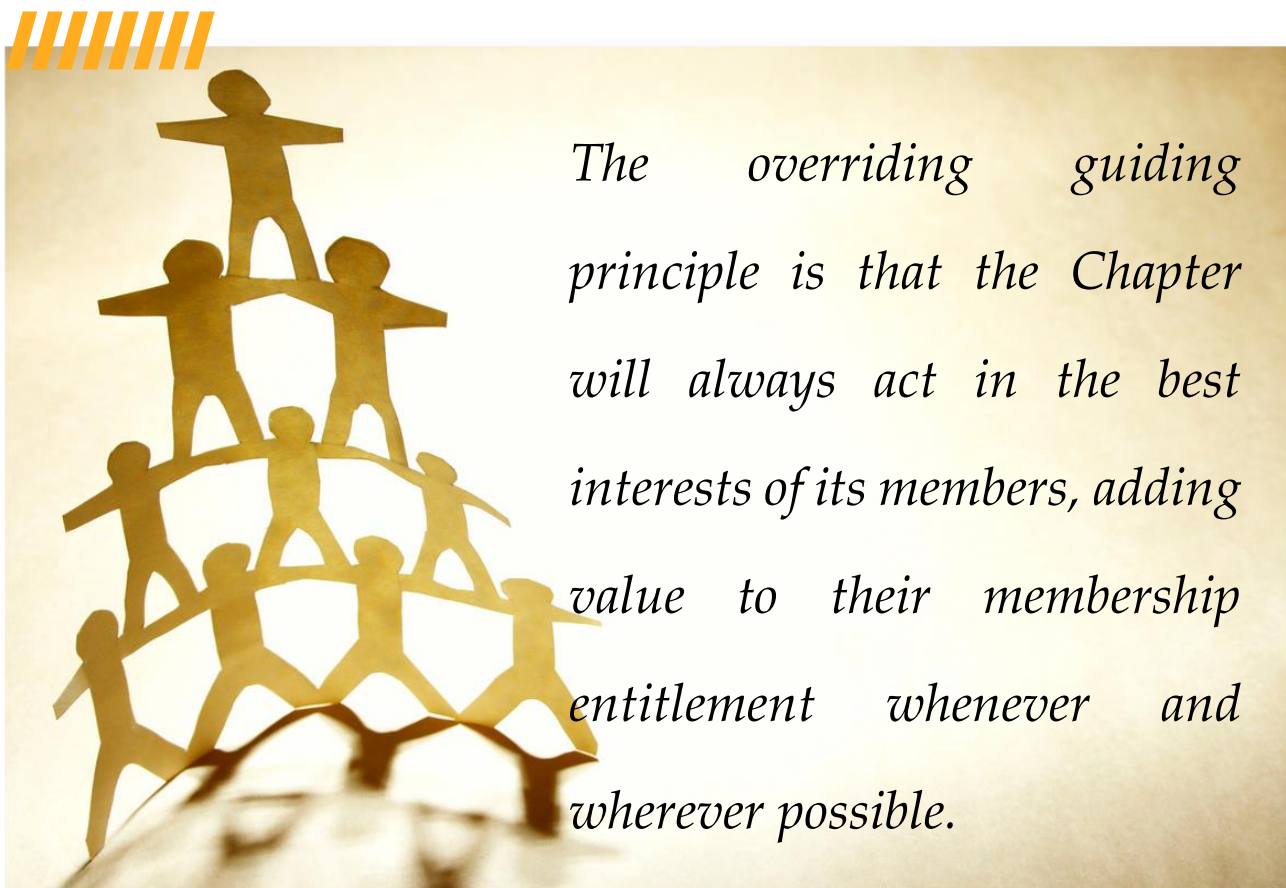 The overriding guiding
principle is that the Chapter
will always act in the best
interests of its members, adding
value to their membership
entitlement whenever and
wherever possible.